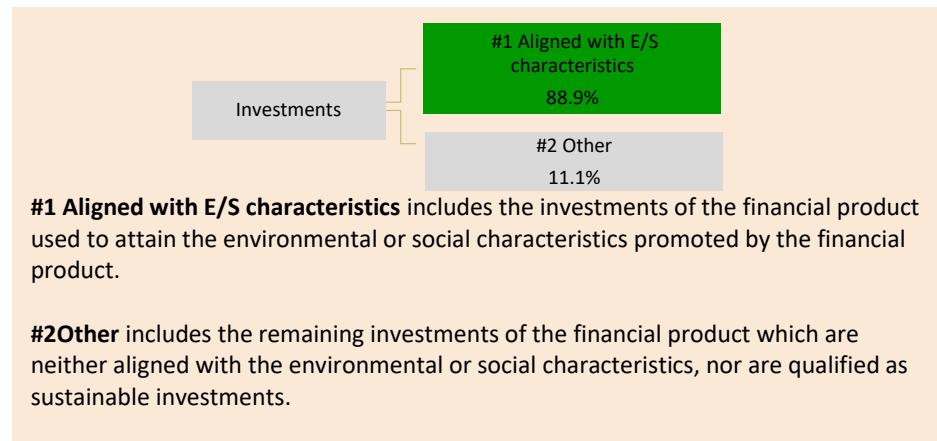 #1 Aligned with E/S
characteristics
88.9%
Investments
#2 Other
11.1%
#1 Aligned with E/S characteristics includes the investments of the financial product
used to attain the environmental or social characteristics promoted by the financial
product.
#2Other includes the remaining investments of the financial product which are
neither aligned with the environmental or social characteristics, nor are qualified as
sustainable investments.